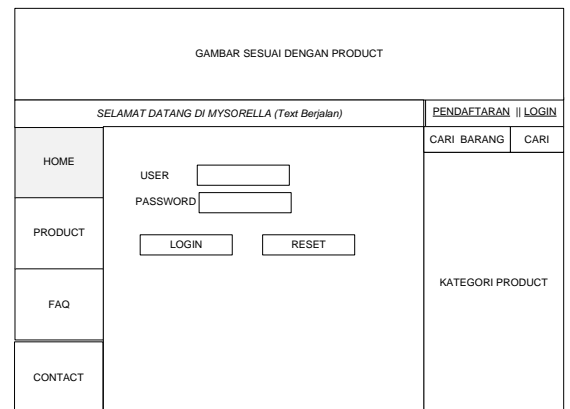 GAMBAR SESUAI DENGAN PRODUCT
SELAMAT DATANG DI MYSORELLA (Text Berjalan)
PENDAFTARAN || LOGIN
CARI BARANG
CARI
HOME
USER
PASSWORD
PRODUCT
LOGIN
RESET
KATEGORI PRODUCT
FAQ
CONTACT